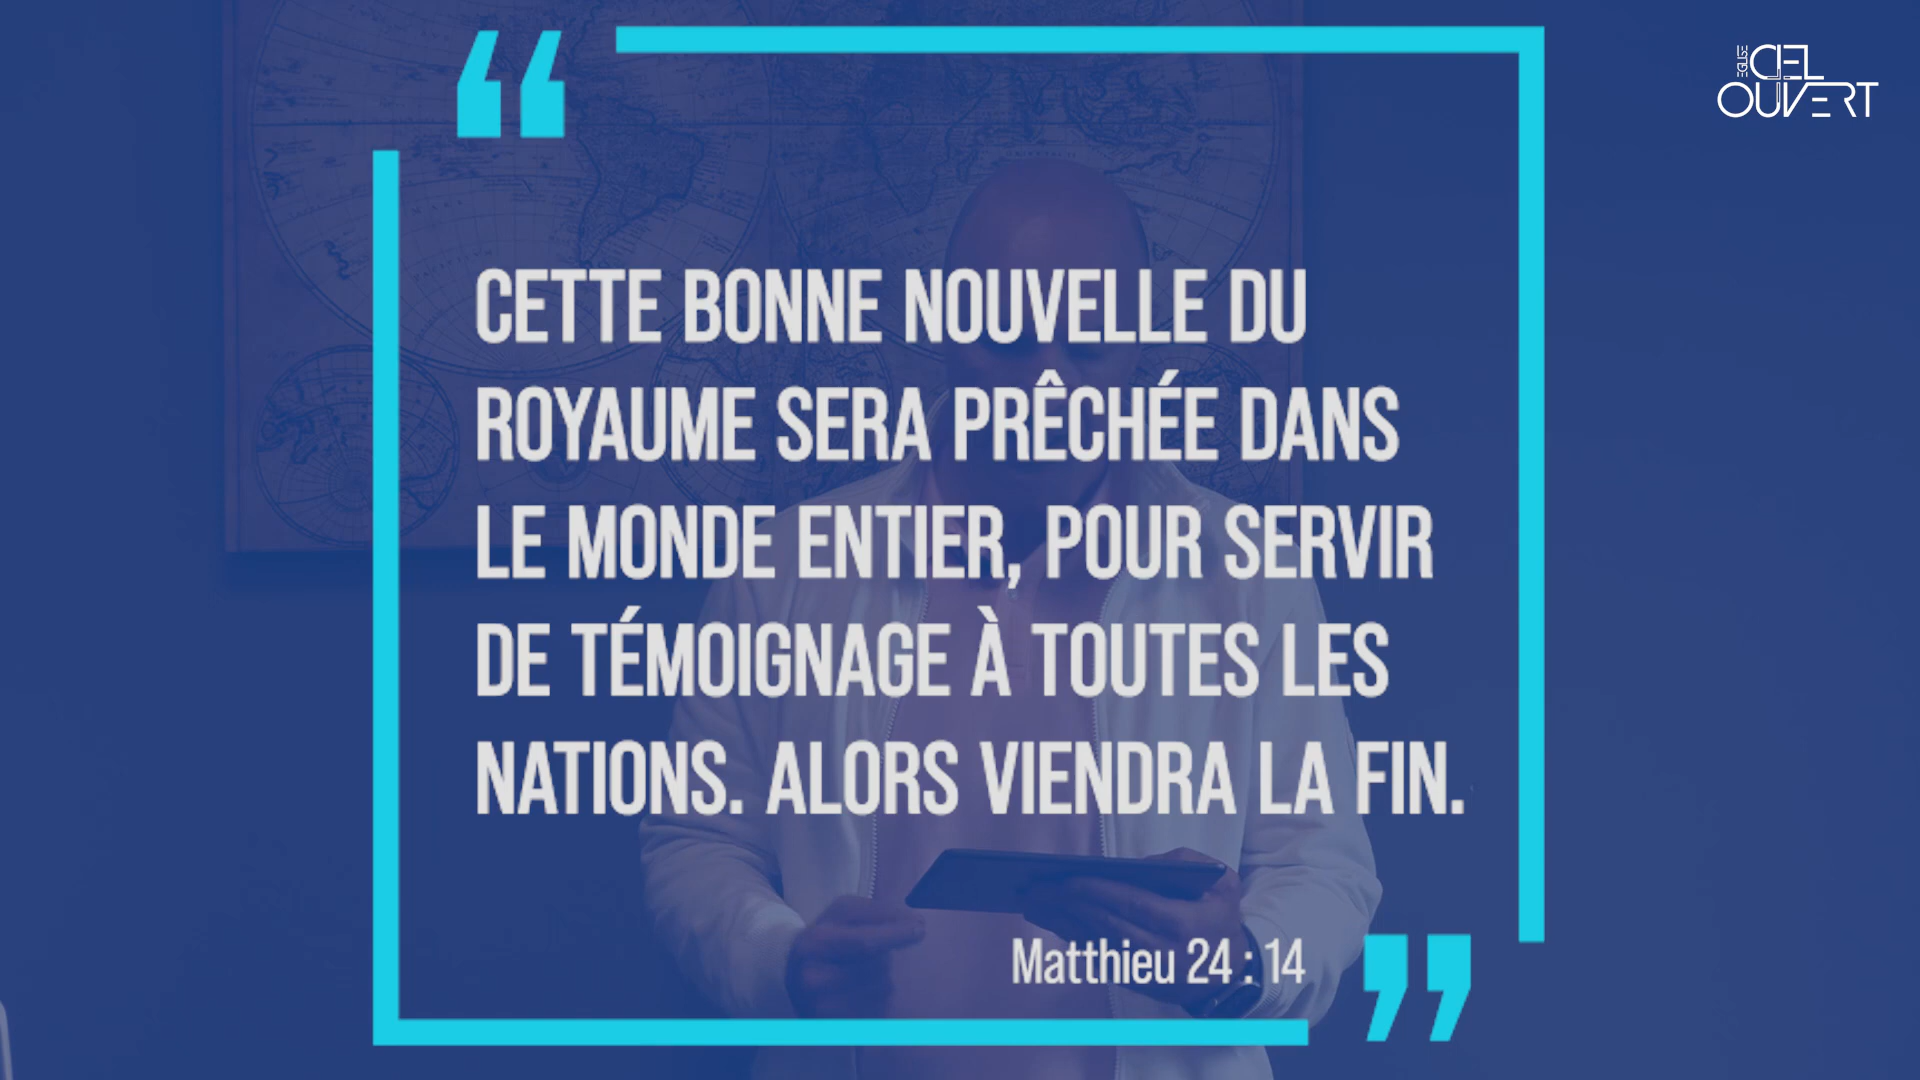 ÉGLISE
CIEL
OUVERT
CETTE BONNE NOUVELLE DU
ROYAUME SERA PRÊCHÉE DANS
LE MONDE ENTIER, POUR SERVIR
DE TÉMOIGNAGE À TOUTES LES
NATIONS. ALORS VIENDRA LA FIN.
Matthieu 24 : 14